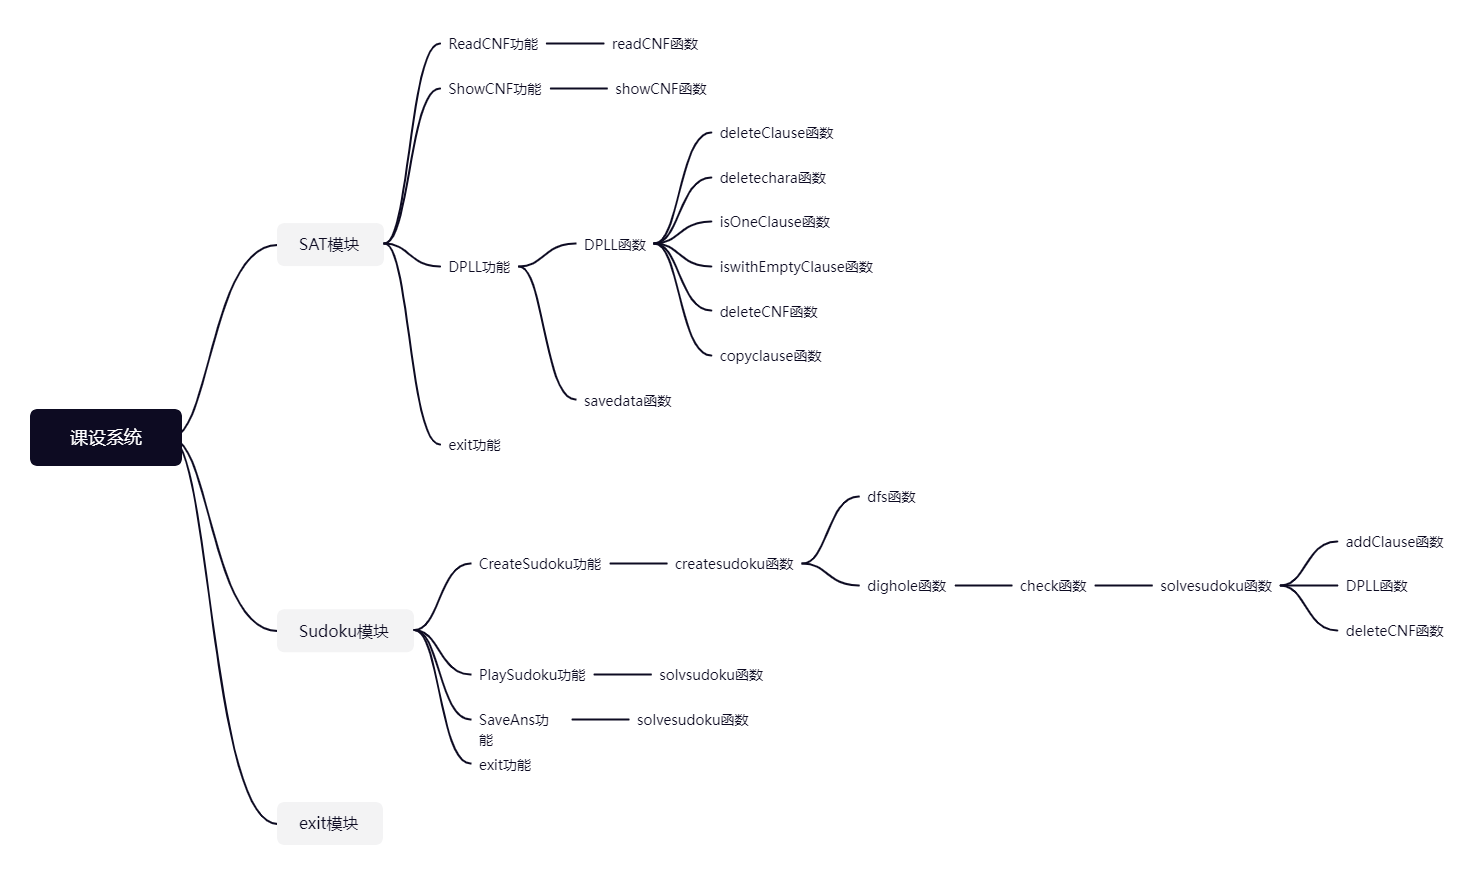 ReadCNF功能
readCNF函数
ShowCNF功能
showCNF函数
deleteClause函数
deletechara函数
isOneClause函数
SAT模块
DPLL函数
DPLL功能
iswithEmptyClause函数
deleteCNF函数
copyclause函数
savedata函数
课设系统
exit功能
dfs函数
addClause函数
CreateSudoku功能
createsudoku函数
dighole函数
check函数
solvesudoku函数
DPLL函数
Sudoku模块
deleteCNF函数
PlaySudoku功能
solvsudoku函数
SaveAns功
能
solvesudoku函数
exit功能
exit模块